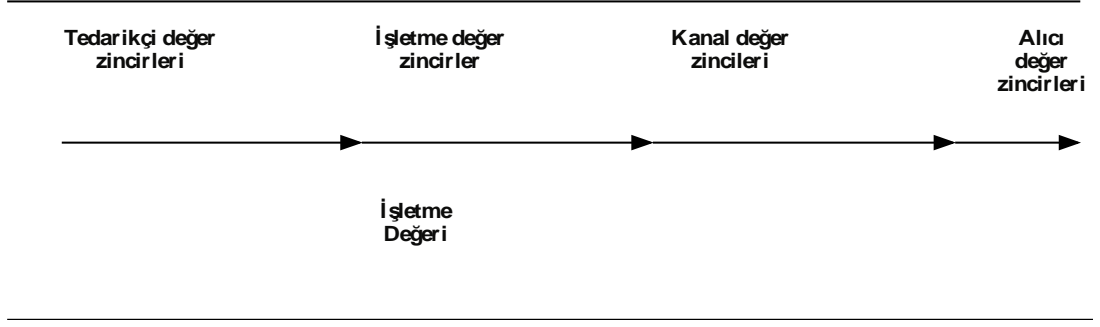 Tedarikçi değer
zincirleri
İşletme değer
zincirler
Kanal değer
zincileri
Alıcı
değer
zincirleri
İşletme
Değeri